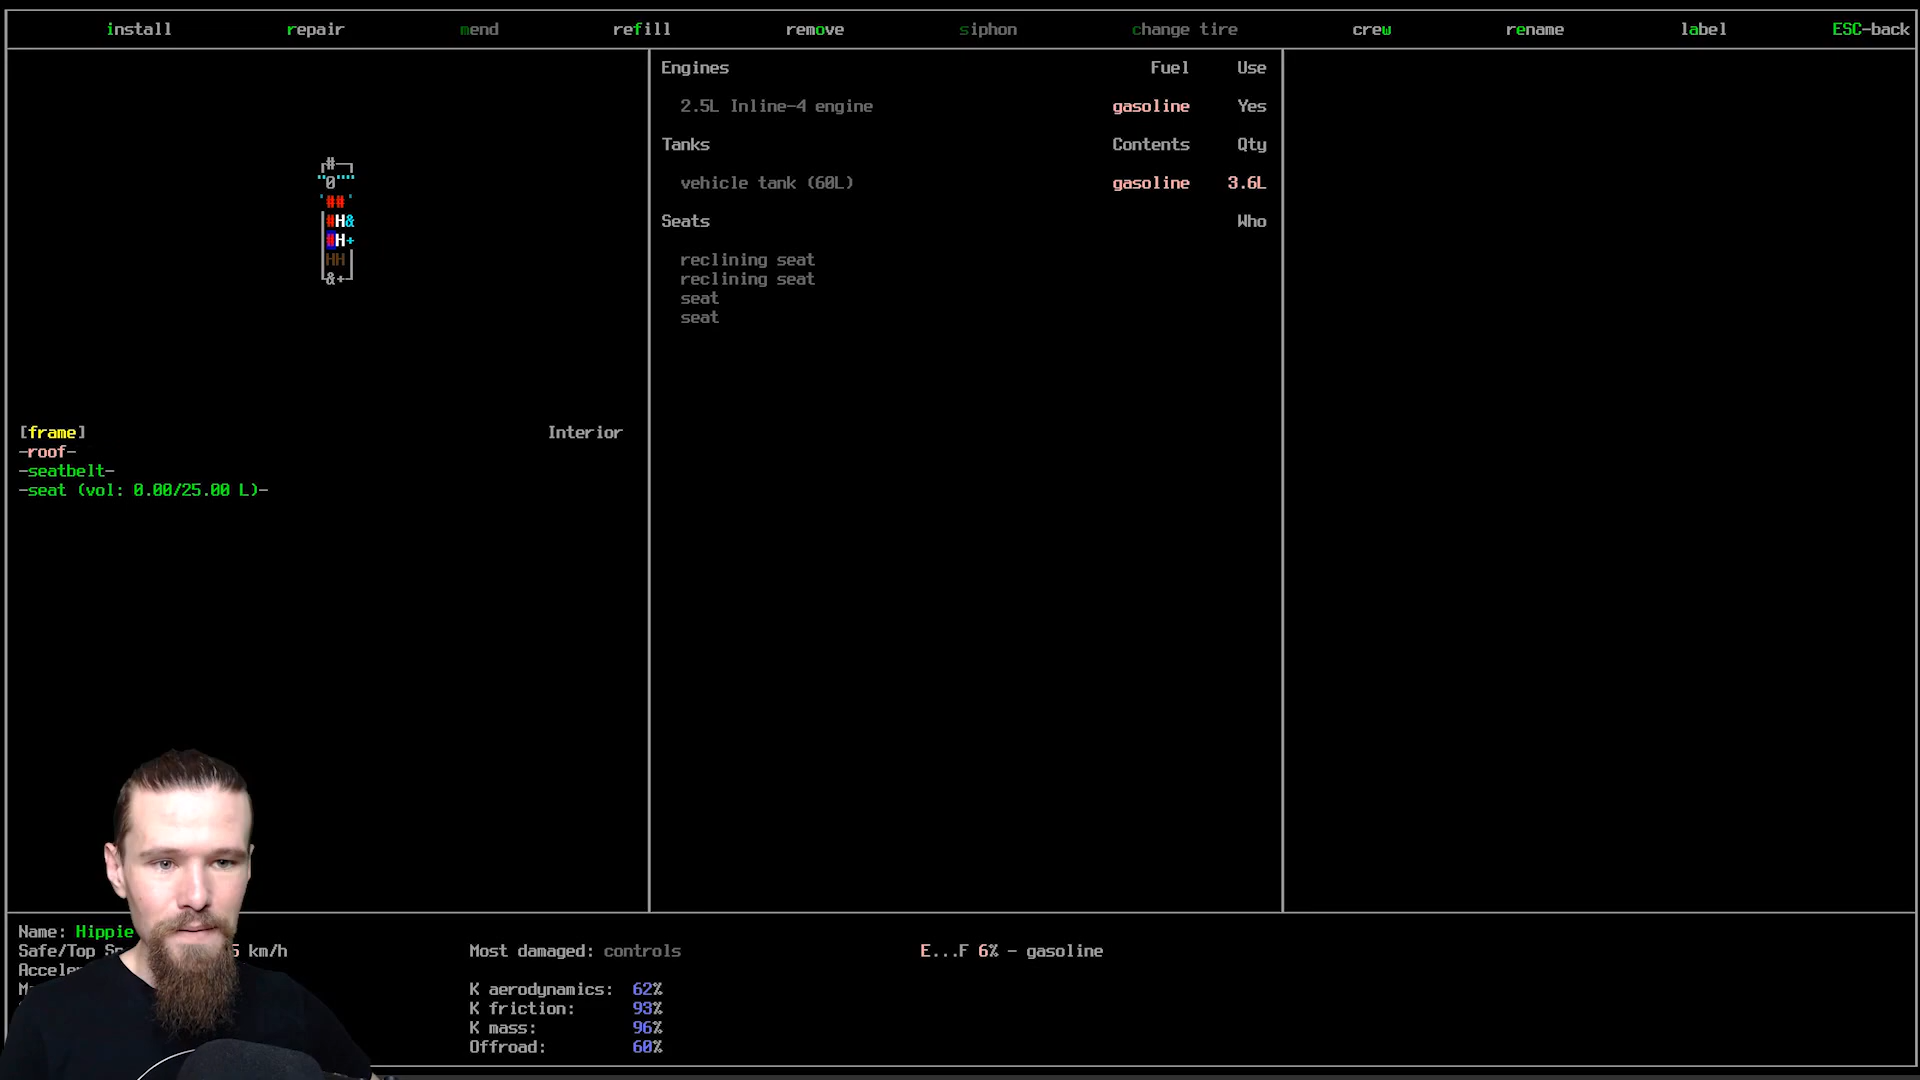 install repair mend refill remove siphon change tire crew rename label ESC-back
Engines Fuel Use
2.5L Inline-4 engine gasoline Yes
Tanks Contents Qty
vehicle tank (60L) gasoline 3.6L
Seats Who
reclining seat
reclining seat
seat
seat
[frame] Interior
-roof-
-seatbelt-
-seat (vol: 0.00/25.00 L)-
Name: Hippie
Safe/Top km/h Most damaged: controls E...F 6% - gasoline
K aerodynamics: 62%
K friction: 93%
K mass: 96%
Offroad: 60%